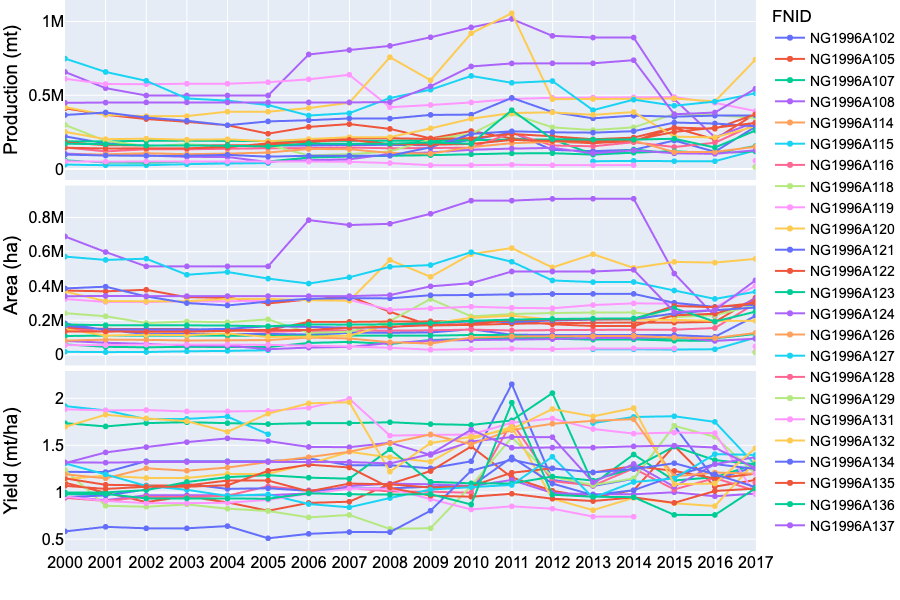 FNID
Production (mt)
1M
0.5M
0
Area (ha)
0.8M
0.6M
0.4M
0.2M
0
Yield (mt/ha)
2
1.5
1
0.5
2000 2001 2002 2003 2004 2005 2006 2007 2008 2009 2010 2011 2012 2013 2014 2015 2016 2017
NG1996A102
NG1996A105
NG1996A107
NG1996A108
NG1996A114
NG1996A115
NG1996A116
NG1996A118
NG1996A119
NG1996A120
NG1996A121
NG1996A122
NG1996A123
NG1996A124
NG1996A126
NG1996A127
NG1996A128
NG1996A129
NG1996A131
NG1996A132
NG1996A134
NG1996A135
NG1996A136
NG1996A137